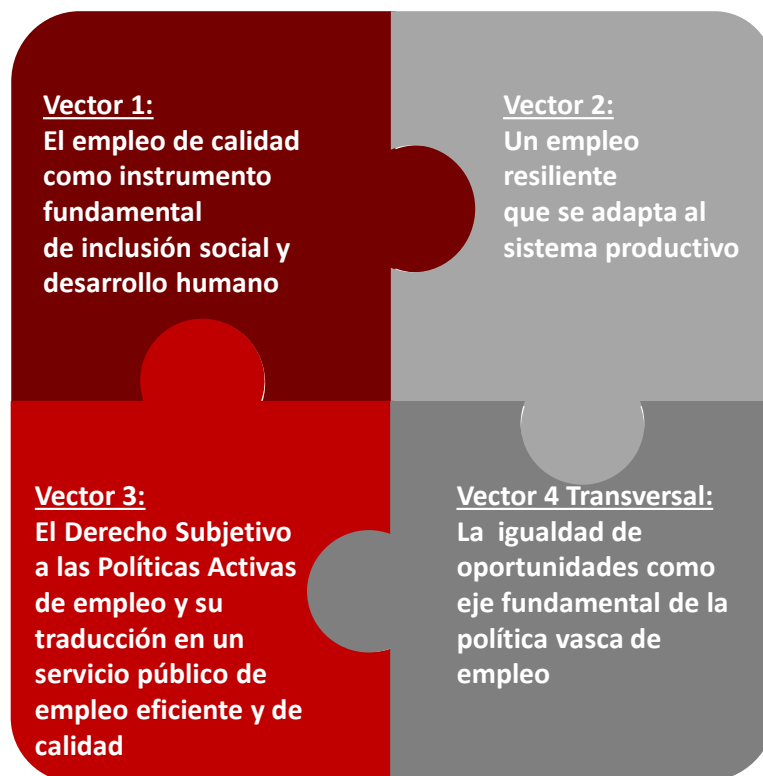 Vector 1:
El empleo de calidad
como instrumento
fundamental
de inclusión social y
desarrollo humano
Vector 2:
Un empleo
resiliente
que se adapta al
sistema productivo
Vector 3:
El Derecho Subjetivo
a las Políticas Activas
de empleo y su
traducción en un
servicio público de
empleo eficiente y de
calidad
Vector 4 Transversal:
La  igualdad de
oportunidades como
eje fundamental de la
política vasca de
empleo